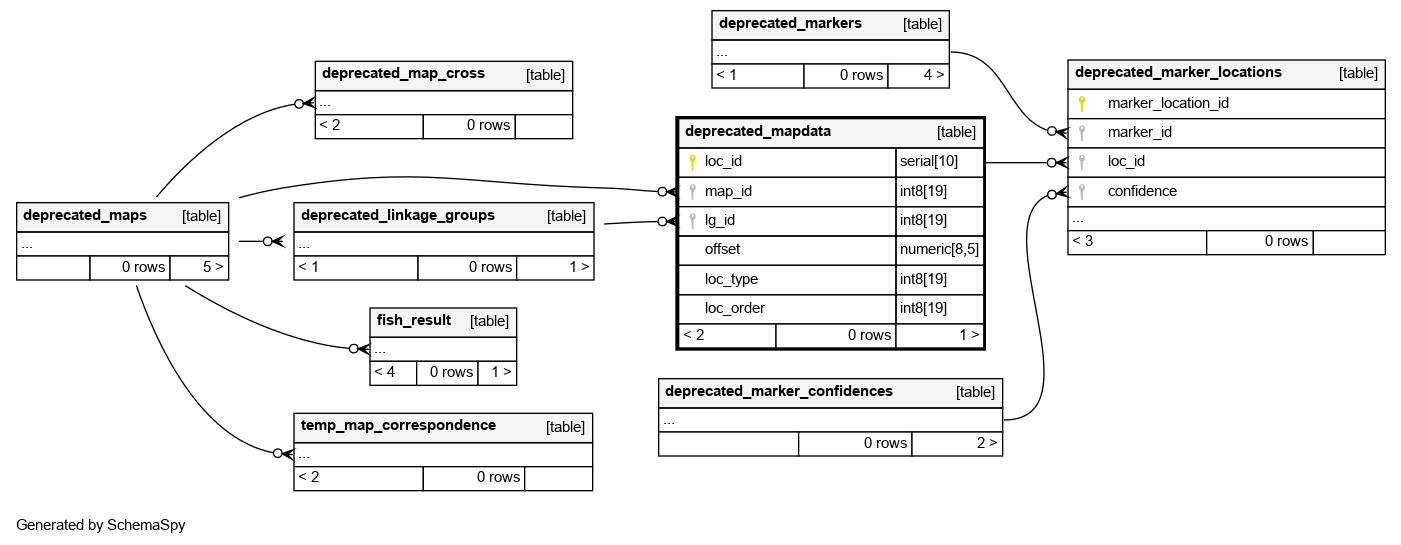 deprecated_markers [table]
...
< 1 0 rows 4 >
deprecated_map_cross [table]
...
< 2 0 rows
deprecated_marker_locations [table]
marker_location_id
marker_id
loc_id
confidence
...
< 3 0 rows
deprecated_mapdata [table]
loc_id serial[10]
map_id int8[19]
lg_id int8[19]
offset numeric[8,5]
loc_type int8[19]
loc_order int8[19]
< 2 0 rows 1 >
deprecated_maps [table]
...
0 rows 5 >
deprecated_linkage_groups [table]
...
< 1 0 rows 1 >
fish_result [table]
...
< 4 0 rows 1 >
deprecated_marker_confidences [table]
...
0 rows 2 >
temp_map_correspondence [table]
...
< 2 0 rows
Generated by SchemaSpy